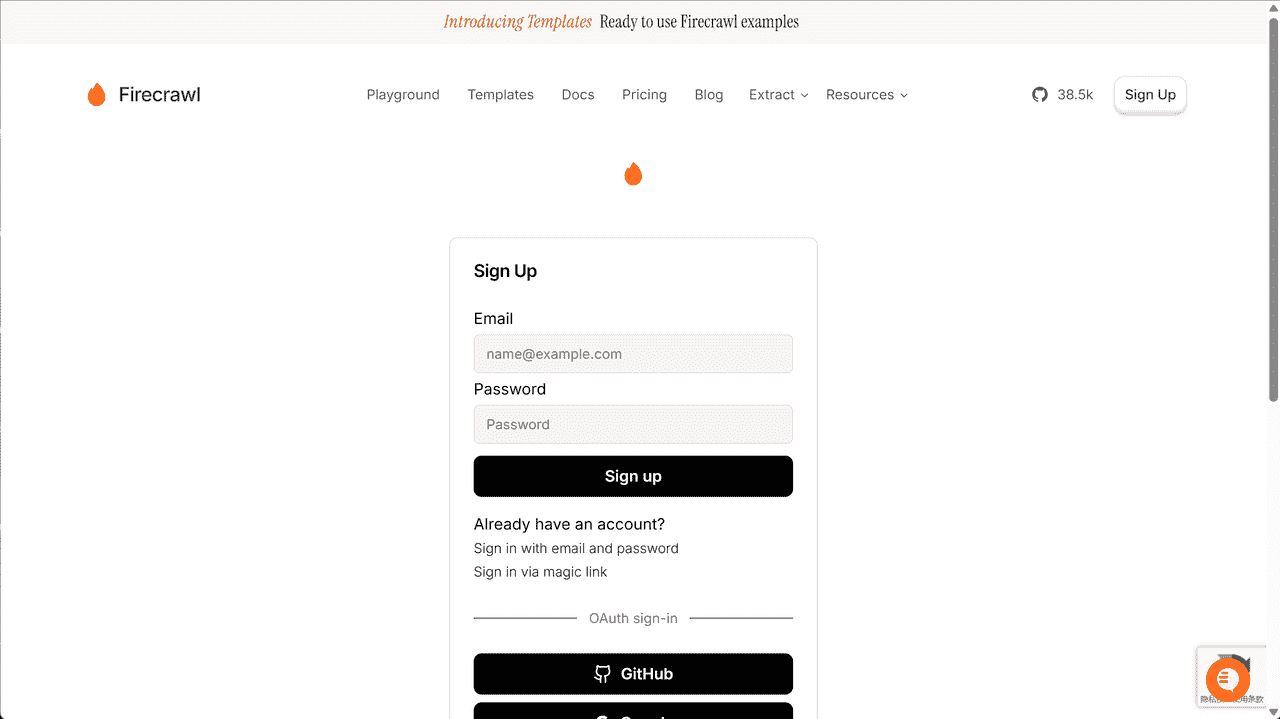 Introducing Templates Ready to use Firecrawl examples
Firecrawl Playground Templates Docs Pricing Blog Extract Resources 38.5k Sign Up
Sign Up
Email
name@example.com
Password
Password
Sign up
Already have an account?
Sign in with email and password
Sign in via magic link
OAuth sign-in
GitHub